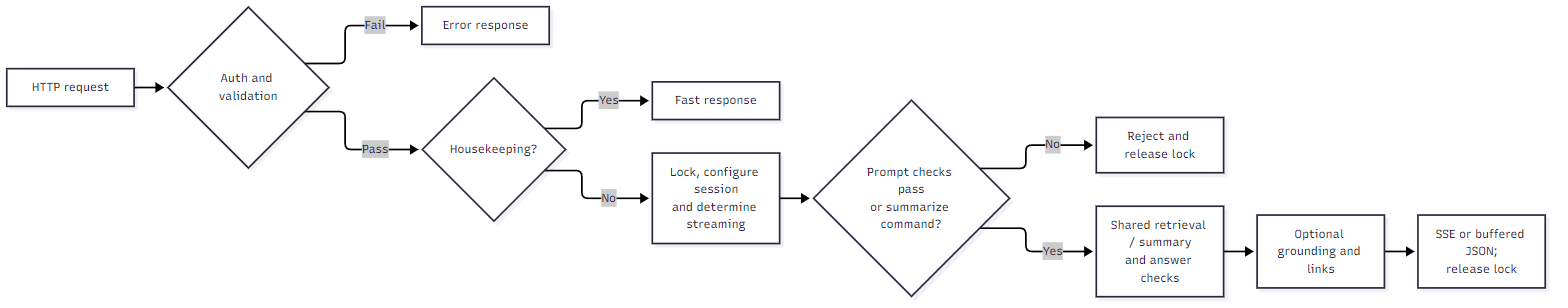 HTTP request
Auth and
validation
Fail
Error response
Pass
Housekeeping?
Yes
Fast response
No
Lock, configure
session
and determine
streaming
Prompt checks
pass
or summarize
command?
No
Reject and
release lock
Yes
Shared retrieval
/ summary
and answer
checks
Optional
grounding and
links
SSE or buffered
JSON;
release lock